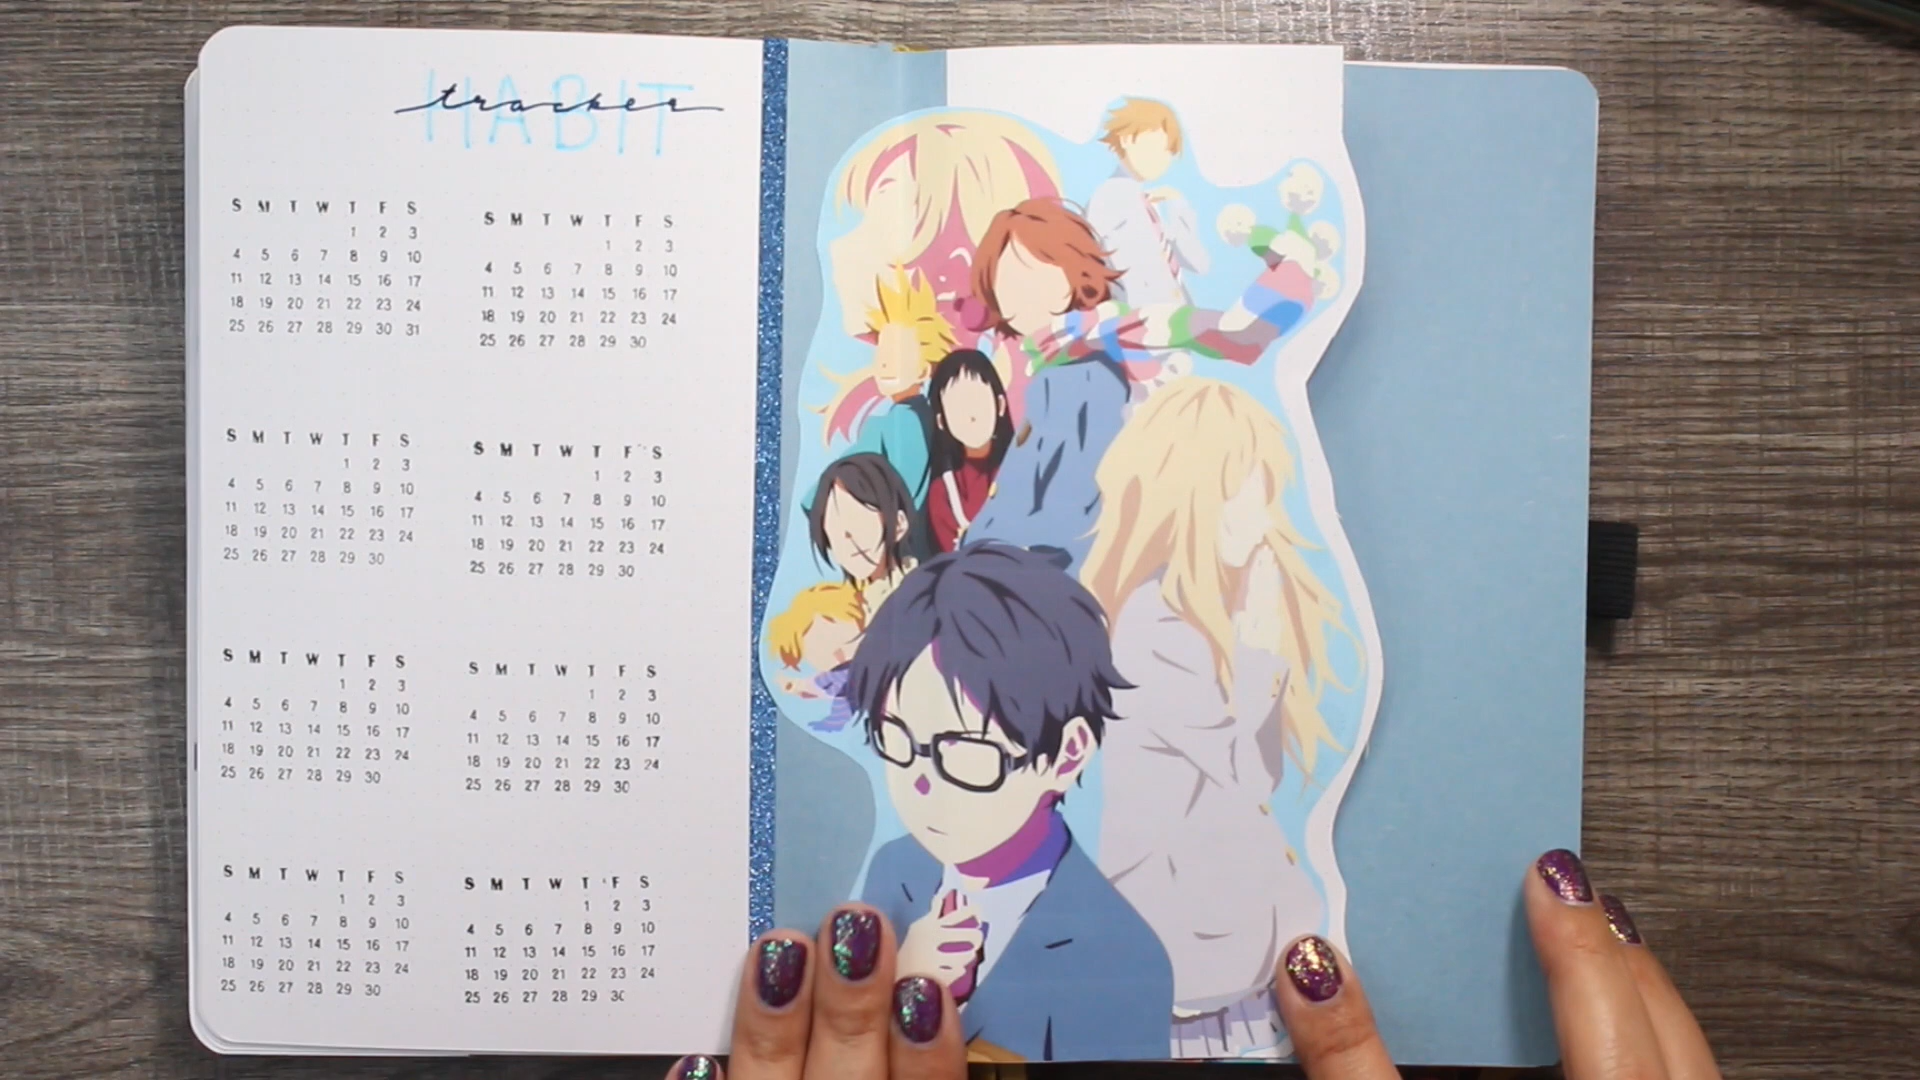 HABIT
tracker
S M T W T F S
1 2 3
4 5 6 7 8 9 10
11 12 13 14 15 16 17
18 19 20 21 22 23 24
25 26 27 28 29 30 31
S M T W T F S
1 2 3
4 5 6 7 8 9 10
11 12 13 14 15 16 17
18 19 20 21 22 23 24
25 26 27 28 29 30
S M T W T F S
1 2 3
4 5 6 7 8 9 10
11 12 13 14 15 16 17
18 19 20 21 22 23 24
25 26 27 28 29 30
S M T W T F S
1 2 3
4 5 6 7 8 9 10
11 12 13 14 15 16 17
18 19 20 21 22 23 24
25 26 27 28 29 30
S M T W T F S
1 2 3
4 5 6 7 8 9 10
11 12 13 14 15 16 17
18 19 20 21 22 23 24
25 26 27 28 29 30
S M T W T F S
1 2 3
4 5 6 7 8 9 10
11 12 13 14 15 16 17
18 19 20 21 22 23 24
25 26 27 28 29 30
S M T W T F S
1 2 3
4 5 6 7 8 9 10
11 12 13 14 15 16 17
18 19 20 21 22 23 24
25 26 27 28 29 30
S M T W T F S
1 2 3
4 5 6 7 8 9 10
11 12 13 14 15 16 17
18 19 20 21 22 23 24
25 26 27 28 29 30